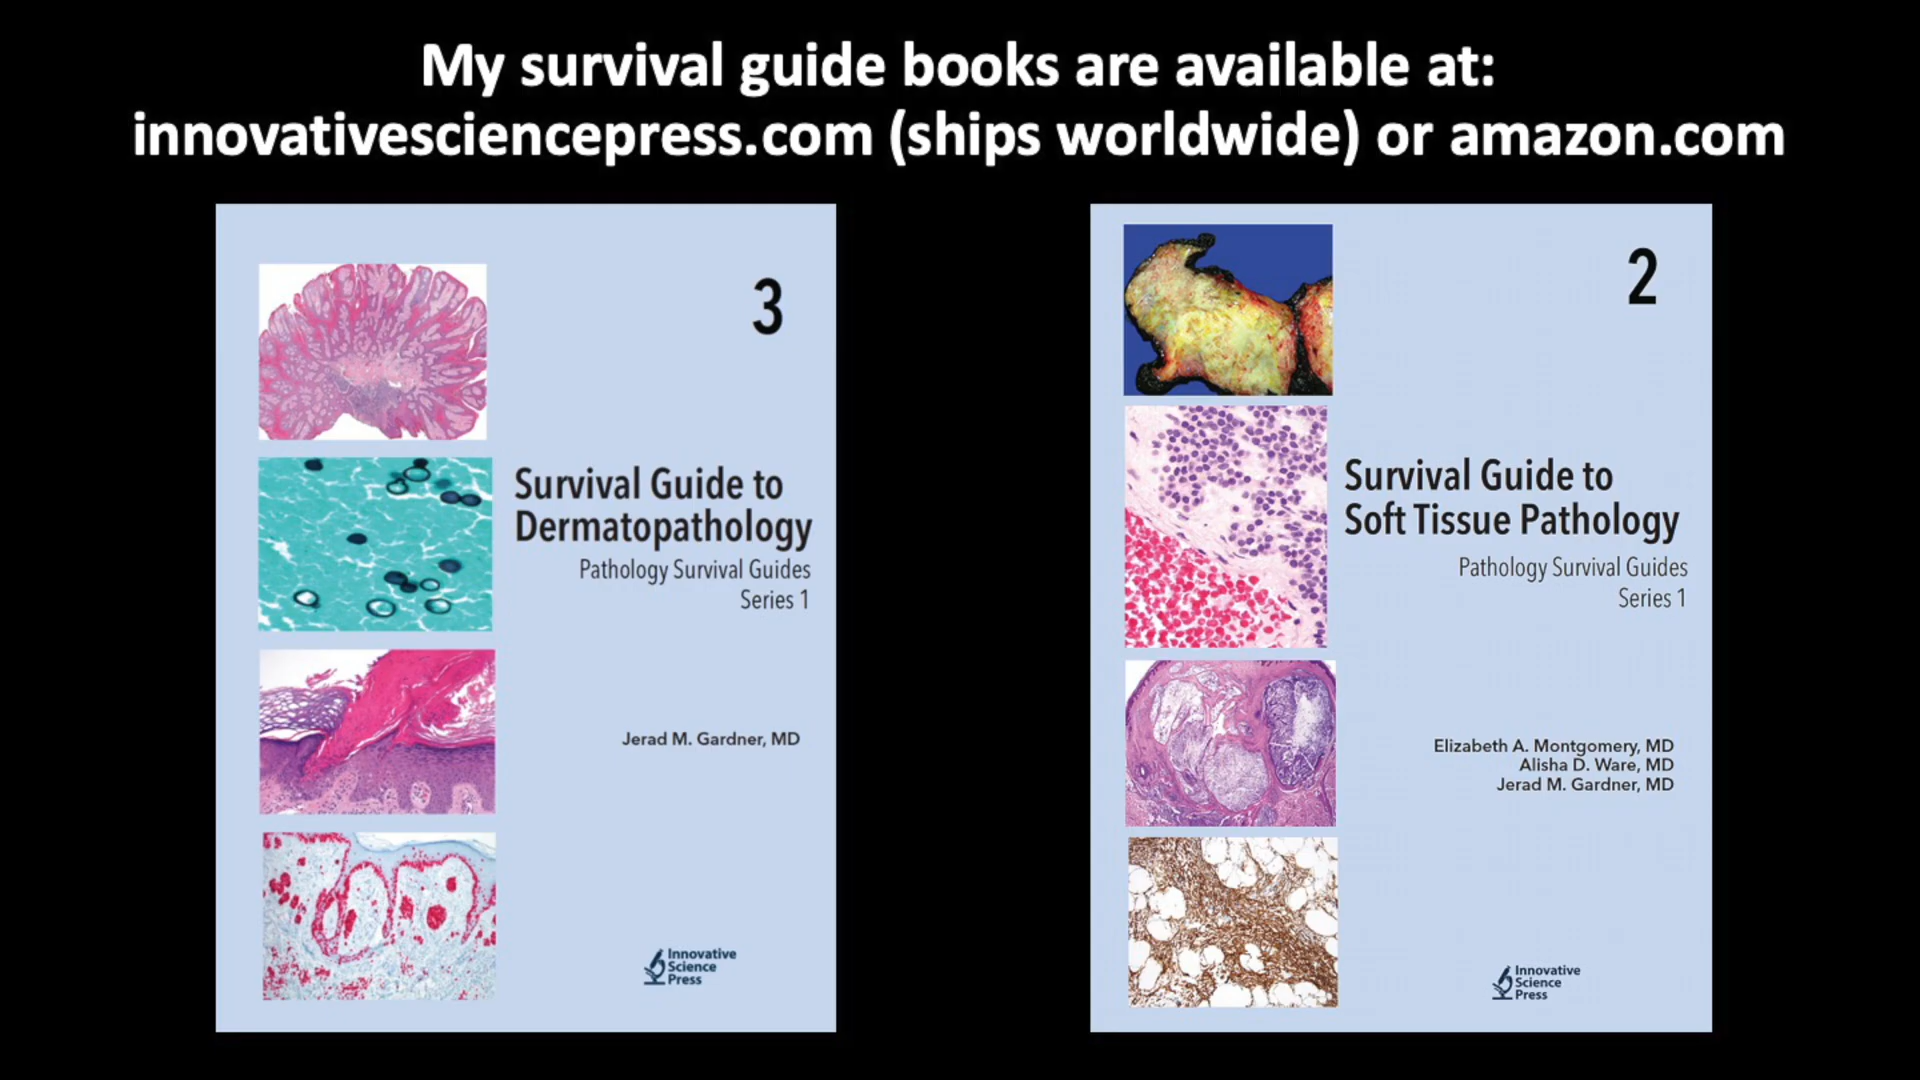 My survival guide books are available at:
innovativesciencepress.com (ships worldwide) or amazon.com
3
Survival Guide to
Dermatopathology
Pathology Survival Guides
Series 1
Jerad M. Gardner, MD
Innovative
Science
Press
2
Survival Guide to
Soft Tissue Pathology
Pathology Survival Guides
Series 1
Elizabeth A. Montgomery, MD
Alisha D. Ware, MD
Jerad M. Gardner, MD
Innovative
Science
Press